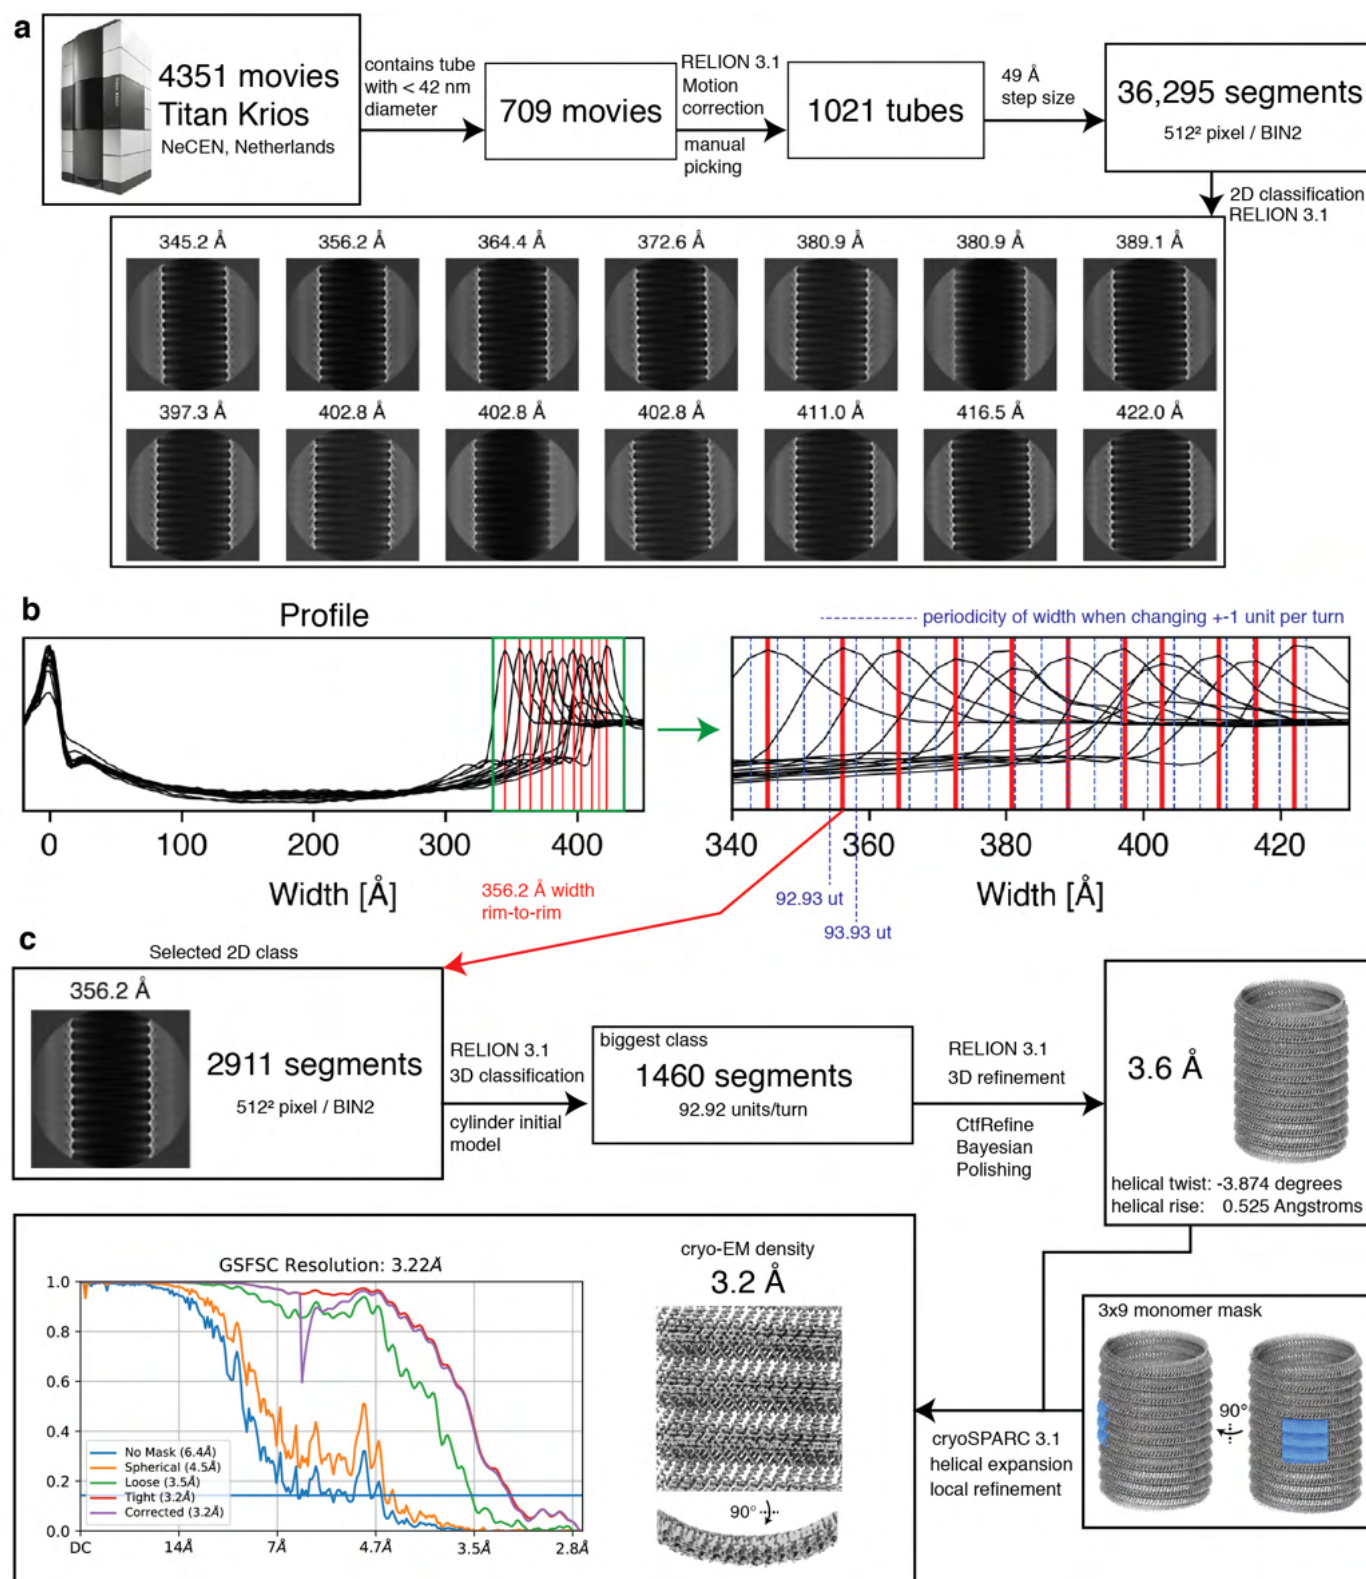 a
4351 movies
Titan Krios
NeCEN, Netherlands
contains tube
with < 42 nm
diameter
709 movies
RELION 3.1
Motion
correction
manual
picking
1021 tubes
49 Å
step size
36,295 segments
512² pixel / BIN2
2D classification
RELION 3.1
345.2 Å 356.2 Å 364.4 Å 372.6 Å 380.9 Å 380.9 Å 389.1 Å
397.3 Å 402.8 Å 402.8 Å 402.8 Å 411.0 Å 416.5 Å 422.0 Å
b
Profile
periodicity of width when changing +-1 unit per turn
0 100 200 300 400
Width [Å]
356.2 Å width
rim-to-rim
340 360 380 400 420
Width [Å]
92.93 ut
93.93 ut
c
Selected 2D class
356.2 Å
2911 segments
512² pixel / BIN2
RELION 3.1
3D classification
cylinder initial
model
biggest class
1460 segments
92.92 units/turn
RELION 3.1
3D refinement
CtfRefine
Bayesian
Polishing
3.6 Å
helical twist: -3.874 degrees
helical rise: 0.525 Angstroms
3x9 monomer mask
90°
cryoSPARC 3.1
helical expansion
local refinement
cryo-EM density
3.2 Å
90°
GSFSC Resolution: 3.22Å
1.0
0.8
0.6
0.4
0.2
0.0
No Mask (6.4Å)
Spherical (4.5Å)
Loose (3.5Å)
Tight (3.2Å)
Corrected (3.2Å)
DC 14Å 7Å 4.7Å 3.5Å 2.8Å